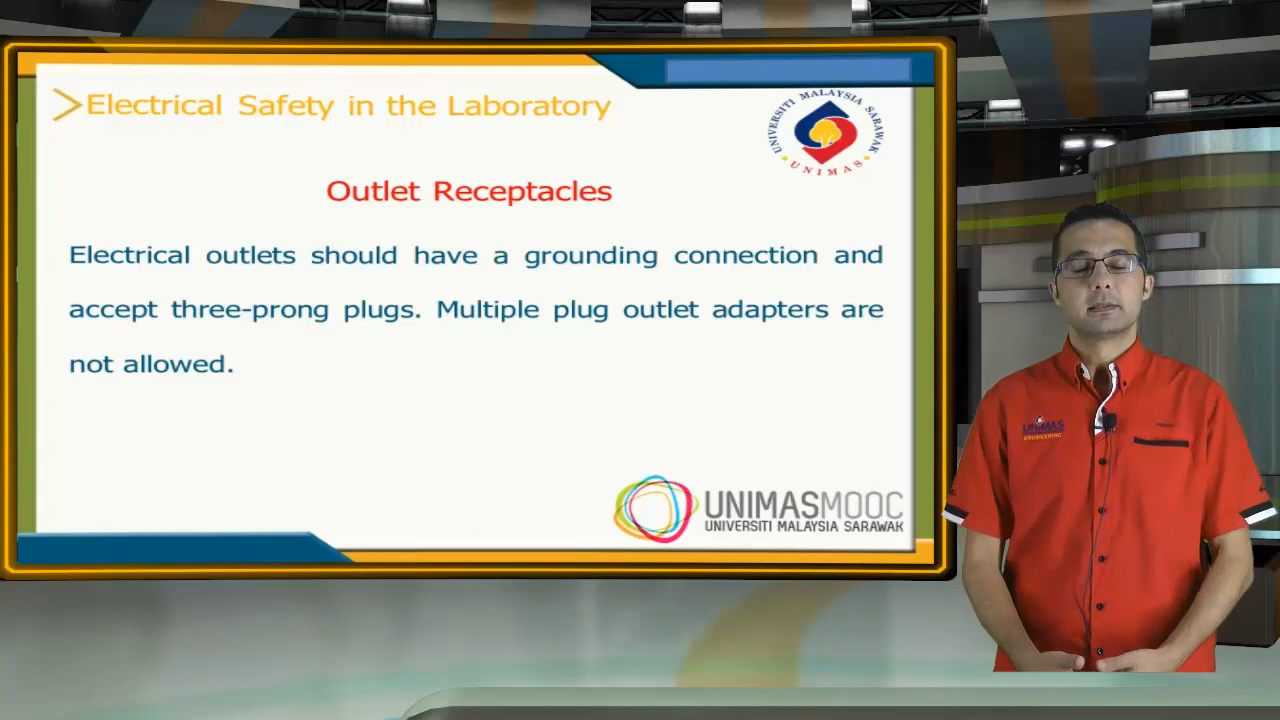 Electrical Safety in the Laboratory
UNIVERSITI MALAYSIA SARAWAK
UNIMAS
Outlet Receptacles
Electrical outlets should have a grounding connection and
accept three-prong plugs. Multiple plug outlet adapters are
not allowed.
UNIMAS
ENGINEERING
UNIMASMOOC
UNIVERSITI MALAYSIA SARAWAK